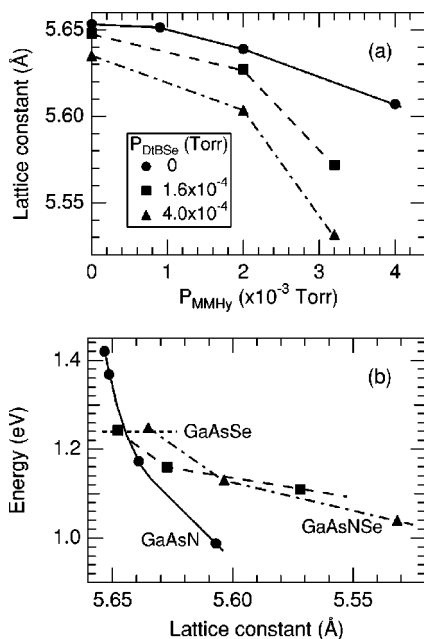 (a)
5.65
5.60
5.55
Lattice constant (Å)
P_DtBSe (Torr)
0
1.6x10^-4
4.0x10^-4
0 1 2 3 4
P_MMHy (x10^-3 Torr)
(b)
1.4
1.2
1.0
Energy (eV)
GaAsSe
GaAsN
GaAsNSe
5.65 5.60 5.55
Lattice constant (Å)